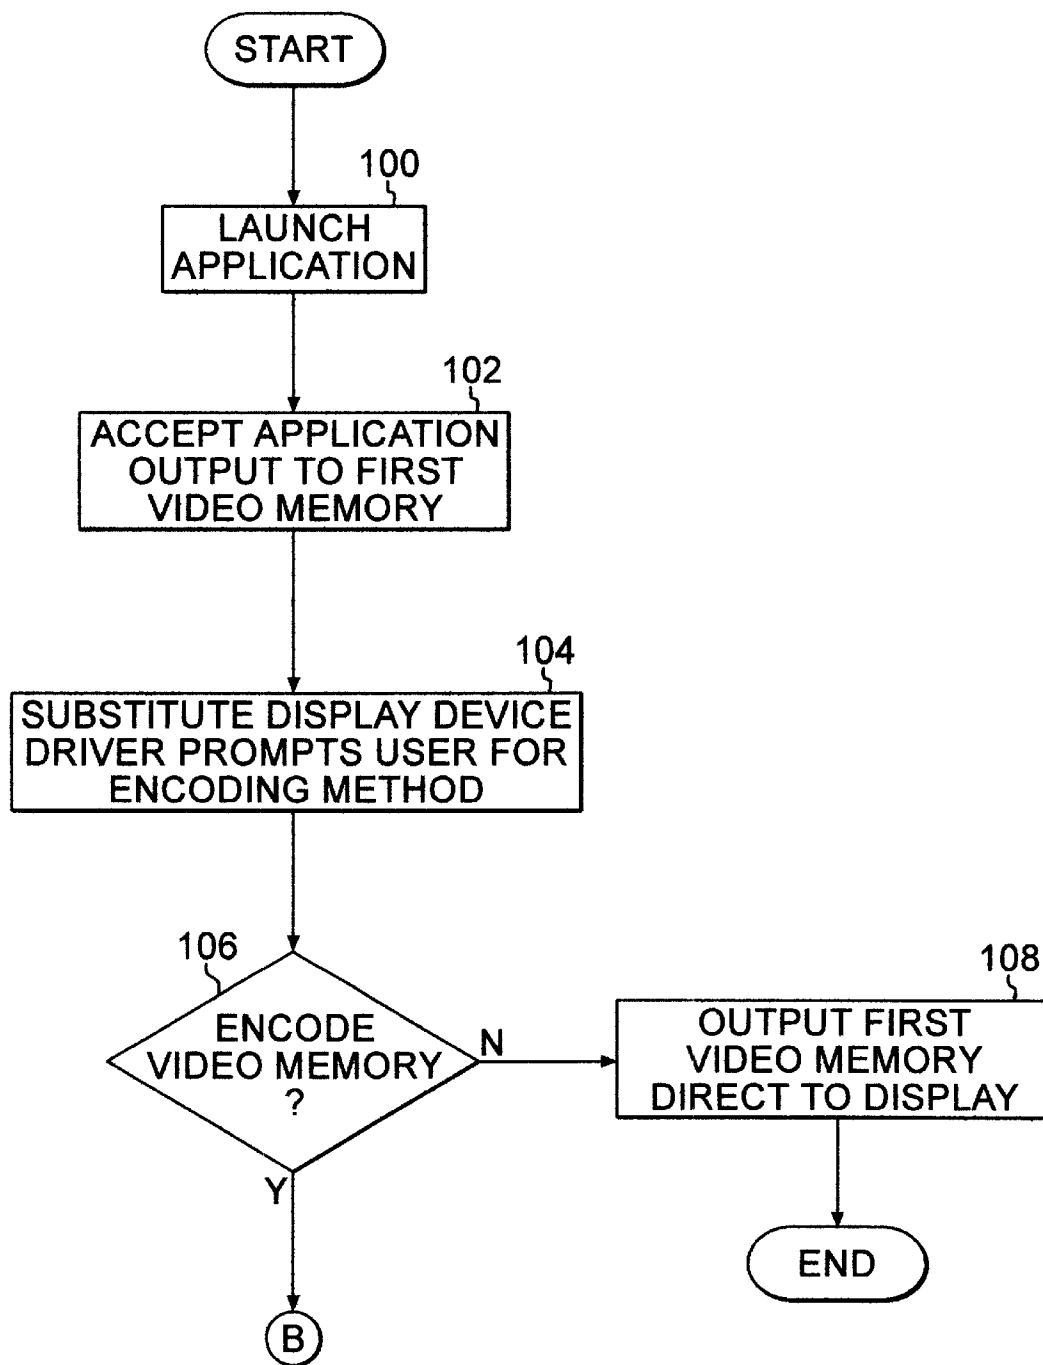 START
100
LAUNCH
APPLICATION
102
ACCEPT APPLICATION
OUTPUT TO FIRST
VIDEO MEMORY
104
SUBSTITUTE DISPLAY DEVICE
DRIVER PROMPTS USER FOR
ENCODING METHOD
106
ENCODE
VIDEO MEMORY
?
N
Y
108
OUTPUT FIRST
VIDEO MEMORY
DIRECT TO DISPLAY
END
B